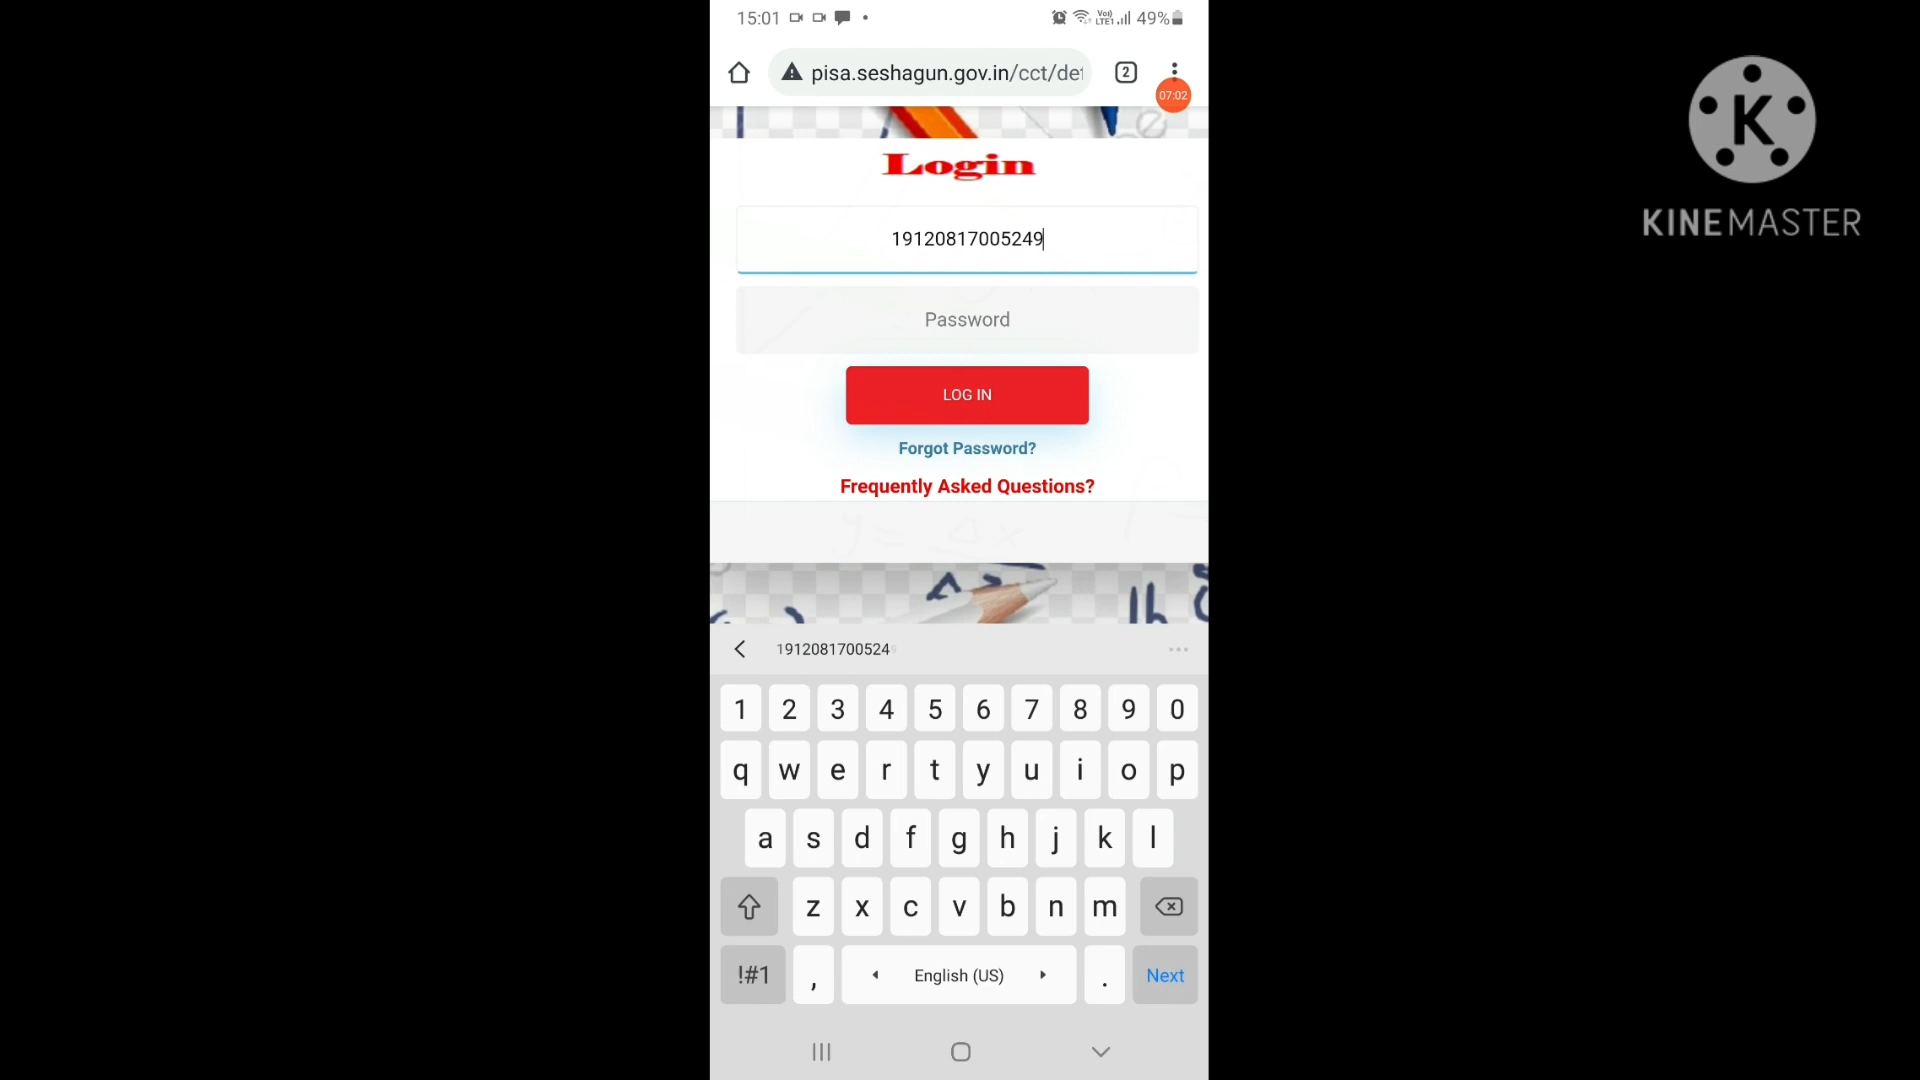 15:01
Vo)) LTE1 49%
pisa.seshagun.gov.in/cct/de
2
07:02
Login
19120817005249
Password
LOG IN
Forgot Password?
Frequently Asked Questions?
1912081700524
1 2 3 4 5 6 7 8 9 0
q w e r t y u i o p
a s d f g h j k l
z x c v b n m
!#1 , English (US) . Next
K
KINEMASTER